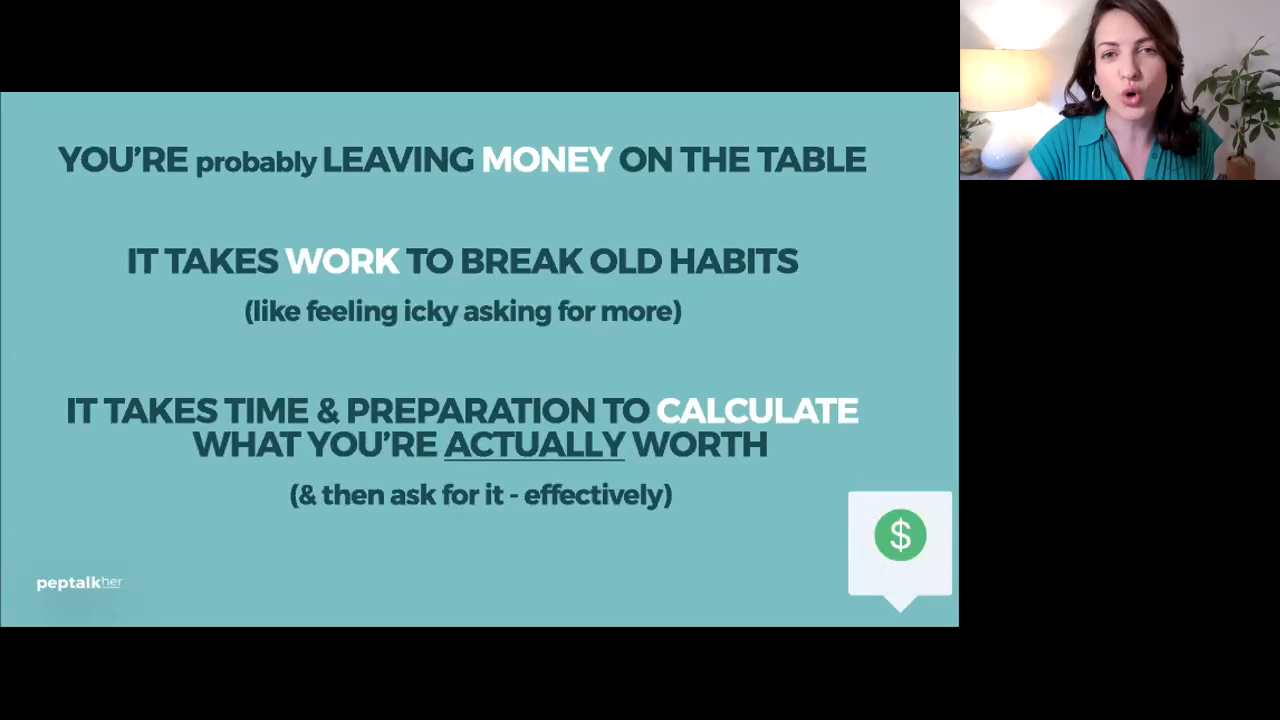 YOU'RE probably LEAVING MONEY ON THE TABLE
IT TAKES WORK TO BREAK OLD HABITS
(like feeling icky asking for more)
IT TAKES TIME & PREPARATION TO CALCULATE
WHAT YOU'RE ACTUALLY WORTH
(& then ask for it - effectively)
$
peptalkher